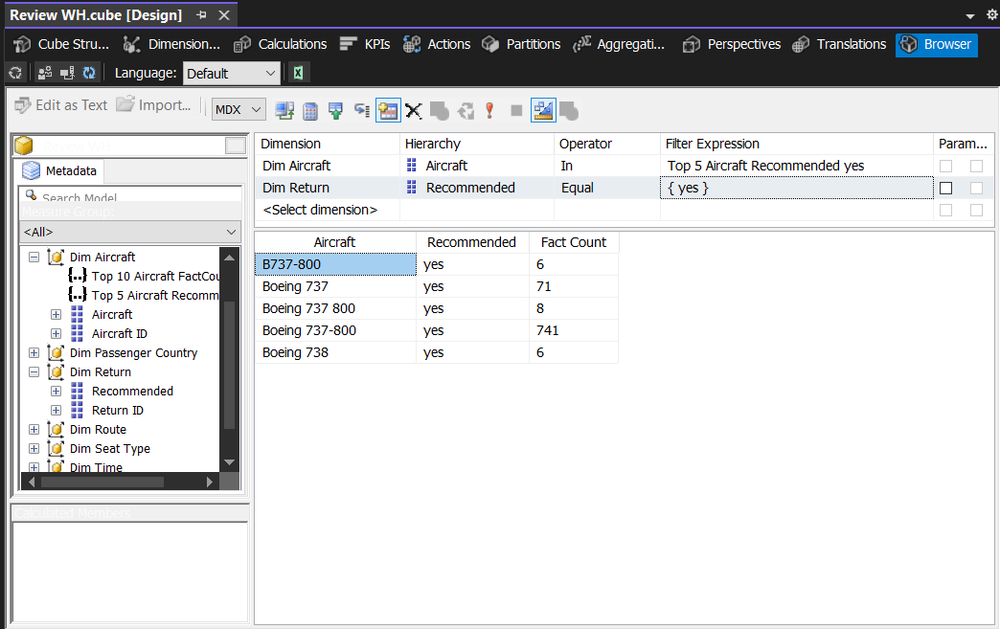 Review WH.cube [Design]
Cube Stru... Dimension... Calculations KPIs Actions Partitions Aggregati... Perspectives Translations Browser
Language: Default
Edit as Text Import... MDX
Metadata
Search Model
Measure Group:
<All>
Dim Aircraft
Top 10 Aircraft FactCou
Top 5 Aircraft Recomm
Aircraft
Aircraft ID
Dim Passenger Country
Dim Return
Recommended
Return ID
Dim Route
Dim Seat Type
Dim Time
Calculated Members
Dimension Hierarchy Operator Filter Expression Param...
Dim Aircraft Aircraft In Top 5 Aircraft Recommended yes
Dim Return Recommended Equal { yes }
<Select dimension>
Aircraft Recommended Fact Count
B737-800 yes 6
Boeing 737 yes 71
Boeing 737 800 yes 8
Boeing 737-800 yes 741
Boeing 738 yes 6